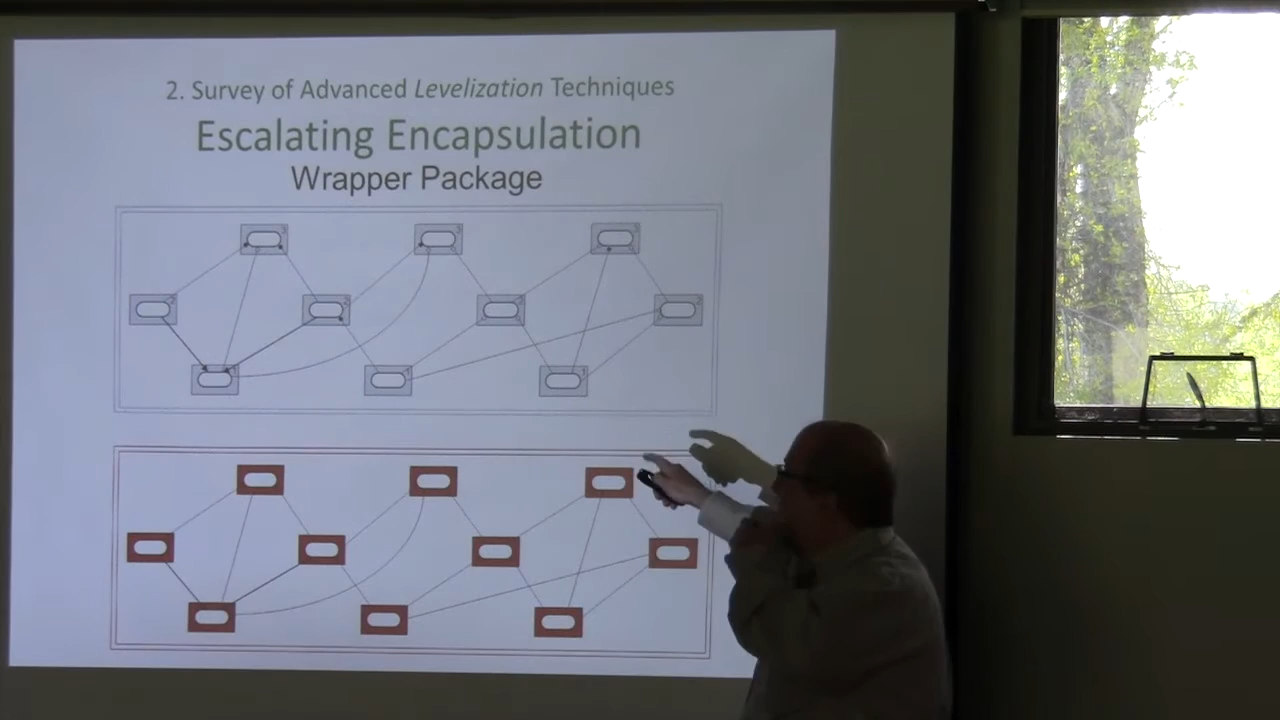 2. Survey of Advanced Levelization Techniques
Escalating Encapsulation
Wrapper Package